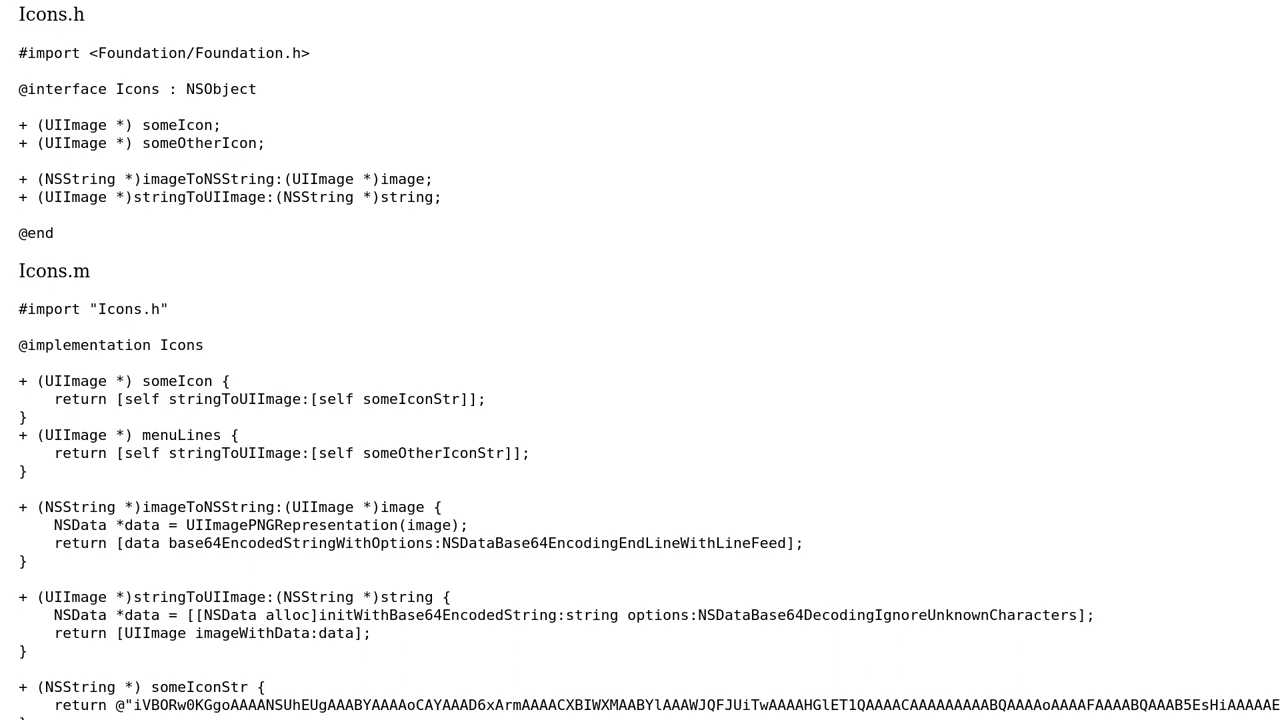 Icons.h
#import <Foundation/Foundation.h>
@interface Icons : NSObject
+ (UIImage *) someIcon;
+ (UIImage *) someOtherIcon;
+ (NSString *)imageToNSString:(UIImage *)image;
+ (UIImage *)stringToUIImage:(NSString *)string;
@end
Icons.m
#import "Icons.h"
@implementation Icons
+ (UIImage *) someIcon {
    return [self stringToUIImage:[self someIconStr]];
}
+ (UIImage *) menuLines {
    return [self stringToUIImage:[self someOtherIconStr]];
}
+ (NSString *)imageToNSString:(UIImage *)image {
    NSData *data = UIImagePNGRepresentation(image);
    return [data base64EncodedStringWithOptions:NSDataBase64EncodingEndLineWithLineFeed];
}
+ (UIImage *)stringToUIImage:(NSString *)string {
    NSData *data = [[NSData alloc]initWithBase64EncodedString:string options:NSDataBase64DecodingIgnoreUnknownCharacters];
    return [UIImage imageWithData:data];
}
+ (NSString *) someIconStr {
    return @"iVBORw0KGgoAAAANSUhEUgAAABYAAAAoCAYAAAD6xArmAAAACXBIWXMAABYlAAAWJQFJUiTwAAAAHGlET1QAAAACAAAAAAAAABQAAAAoAAAAFAAAABQAAAB5EsHiAAAAAE